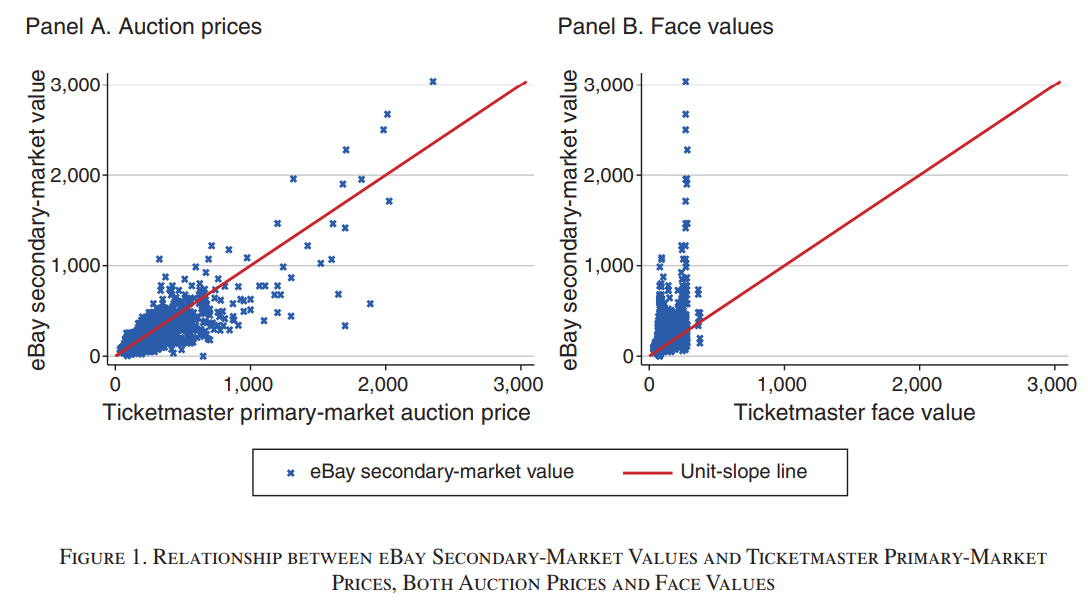 Panel A. Auction prices
eBay secondary-market value
3,000
2,000
1,000
0
0 1,000 2,000 3,000
Ticketmaster primary-market auction price
Panel B. Face values
eBay secondary-market value
3,000
2,000
1,000
0
0 1,000 2,000 3,000
Ticketmaster face value
eBay secondary-market value Unit-slope line
Figure 1. Relationship between eBay Secondary-Market Values and Ticketmaster Primary-Market
Prices, Both Auction Prices and Face Values